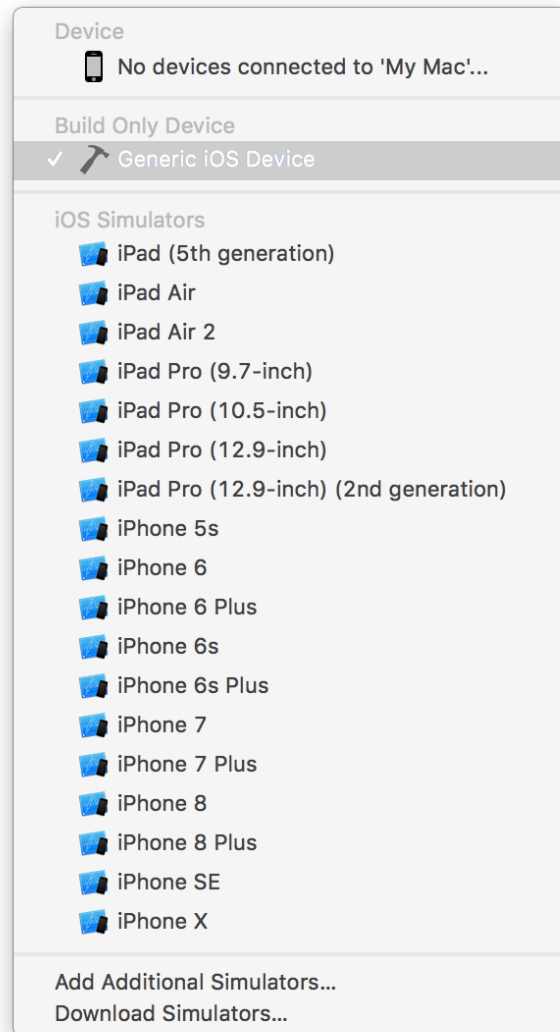 Device
No devices connected to 'My Mac'...
Build Only Device
Generic iOS Device
iOS Simulators
iPad (5th generation)
iPad Air
iPad Air 2
iPad Pro (9.7-inch)
iPad Pro (10.5-inch)
iPad Pro (12.9-inch)
iPad Pro (12.9-inch) (2nd generation)
iPhone 5s
iPhone 6
iPhone 6 Plus
iPhone 6s
iPhone 6s Plus
iPhone 7
iPhone 7 Plus
iPhone 8
iPhone 8 Plus
iPhone SE
iPhone X
Add Additional Simulators...
Download Simulators...